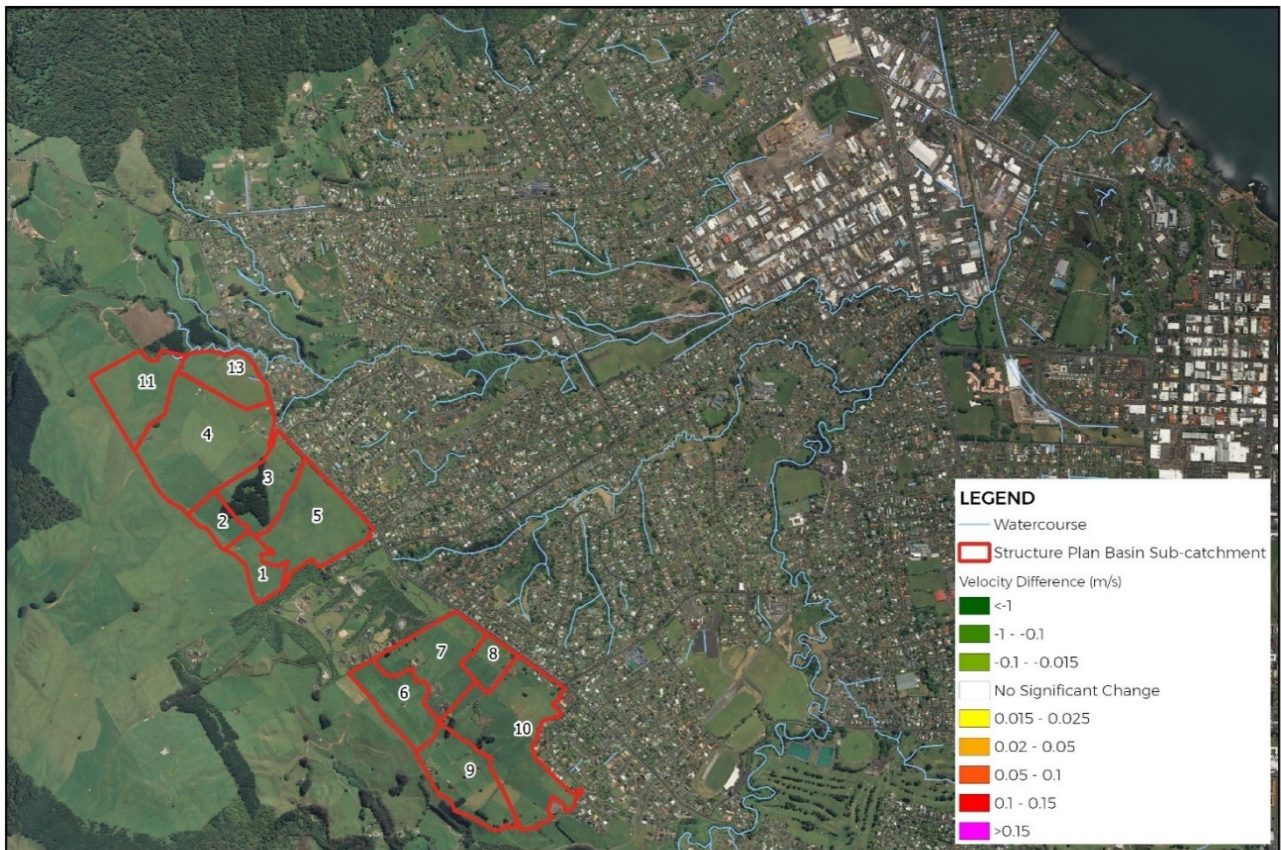 11
13
4
3
2
5
1
7
8
6
10
9
LEGEND
Watercourse
Structure Plan Basin Sub-catchment
Velocity Difference (m/s)
<-1
-1 - -0.1
-0.1 - -0.015
No Significant Change
0.015 - 0.025
0.02 - 0.05
0.05 - 0.1
0.1 - 0.15
>0.15